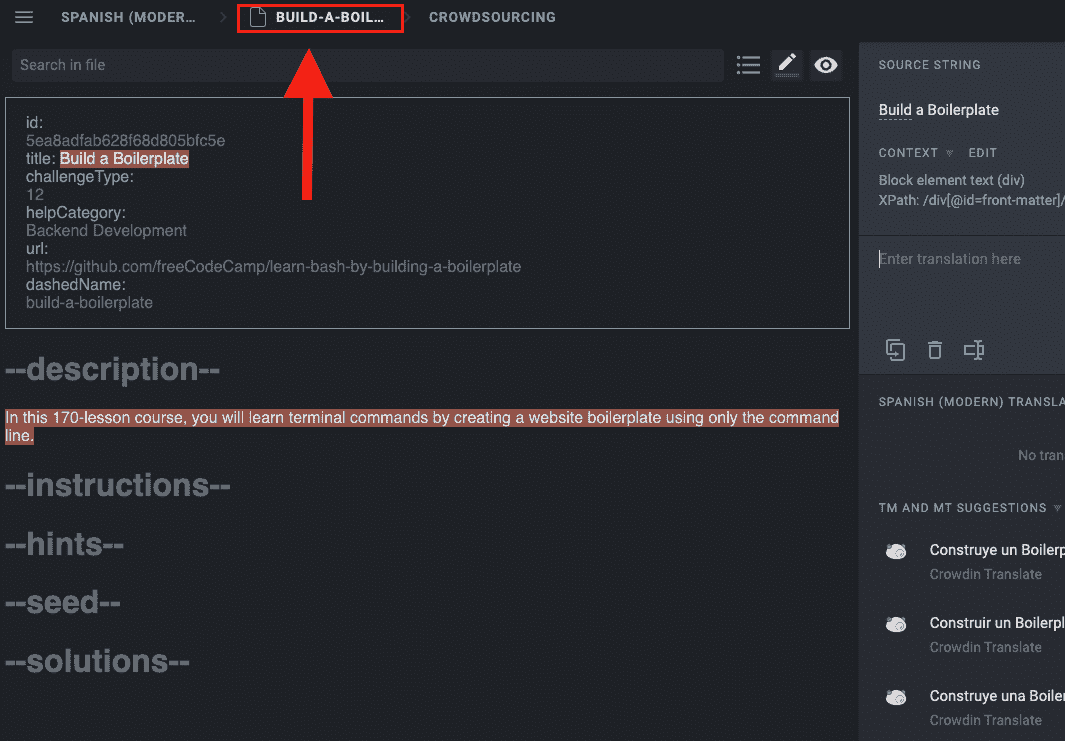 SPANISH (MODER...
BUILD-A-BOIL...
CROWDSOURCING
Search in file
id:
5ea8adfab628f68d805bfc5e
title: Build a Boilerplate
challengeType:
12
helpCategory:
Backend Development
url:
https://github.com/freeCodeCamp/learn-bash-by-building-a-boilerplate
dashedName:
build-a-boilerplate
--description--
In this 170-lesson course, you will learn terminal commands by creating a website boilerplate using only the command
line.
--instructions--
--hints--
--seed--
--solutions--
SOURCE STRING
Build a Boilerplate
CONTEXT EDIT
Block element text (div)
XPath: /div[@id=front-matter]/
Enter translation here
SPANISH (MODERN) TRANSLA
No tran
TM AND MT SUGGESTIONS
Construye un Boilerp
Crowdin Translate
Construir un Boilerpl
Crowdin Translate
Construye una Boiler
Crowdin Translate